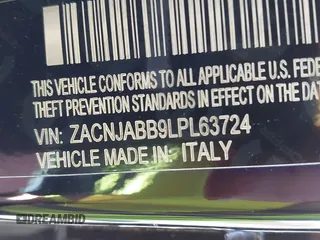 THIS VEHICLE CONFORMS TO ALL APPLICABLE U.S. FEDE
THEFT PREVENTION STANDARDS IN EFFECT ON THE DAT
VIN: ZACNJABB9LPL63724
VEHICLE MADE IN: ITALY
DREAMBID